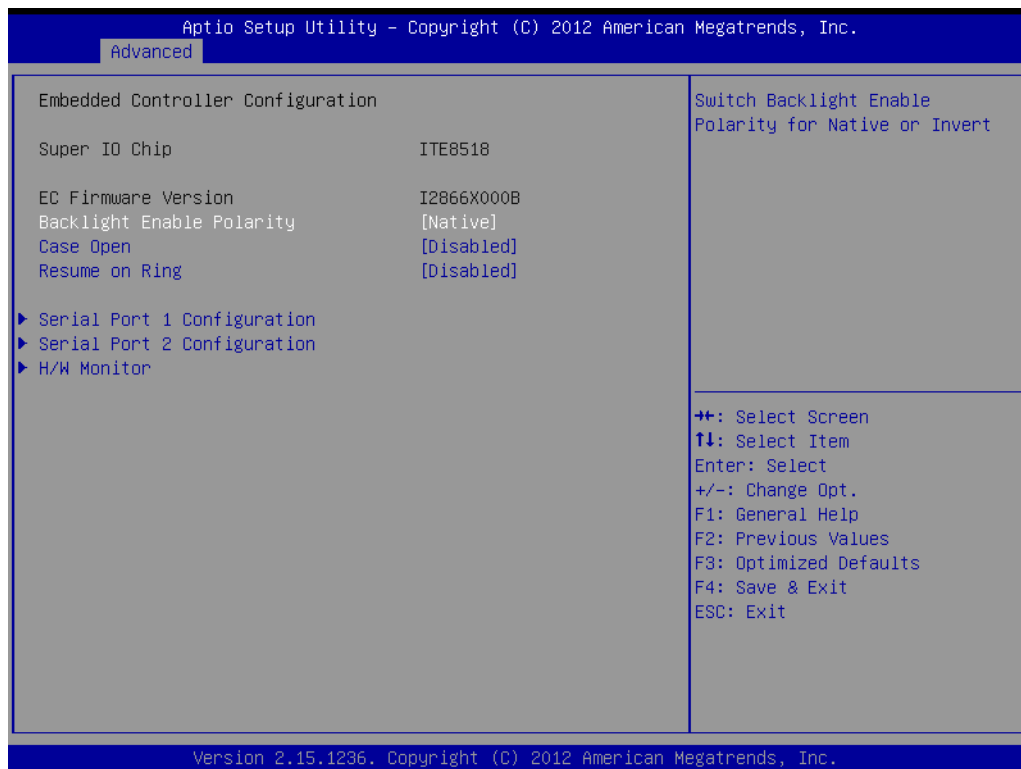 Aptio Setup Utility – Copyright (C) 2012 American Megatrends, Inc.
Advanced
Embedded Controller Configuration
Super IO Chip ITE8518
EC Firmware Version I2866X000B
Backlight Enable Polarity [Native]
Case Open [Disabled]
Resume on Ring [Disabled]
▶ Serial Port 1 Configuration
▶ Serial Port 2 Configuration
▶ H/W Monitor
Switch Backlight Enable
Polarity for Native or Invert
→←: Select Screen
↑↓: Select Item
Enter: Select
+/-: Change Opt.
F1: General Help
F2: Previous Values
F3: Optimized Defaults
F4: Save & Exit
ESC: Exit
Version 2.15.1236. Copyright (C) 2012 American Megatrends, Inc.